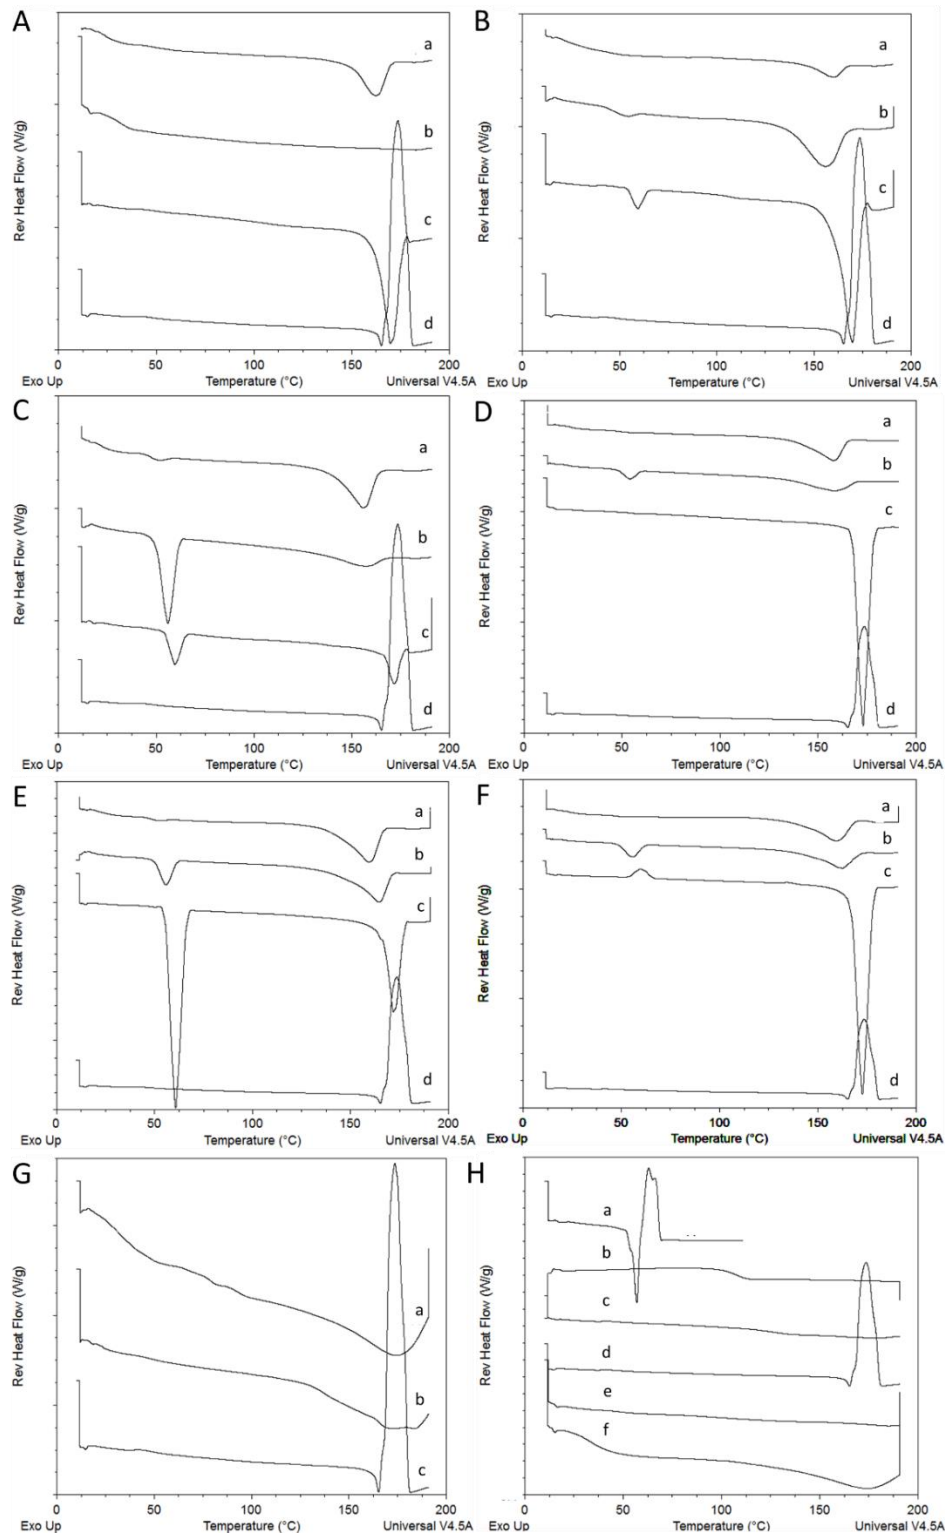 A
B
a
b
c
d
Rev Heat Flow (W/g)
0 50 100 150 200
Exo Up Temperature (°C) Universal V4.5A
a
b
c
d
Rev Heat Flow (W/g)
0 50 100 150 200
Exo Up Temperature (°C) Universal V4.5A
C
D
a
b
c
d
Rev Heat Flow (W/g)
0 50 100 150 200
Exo Up Temperature (°C) Universal V4.5A
a
b
c
d
Rev Heat Flow (W/g)
0 50 100 150 200
Exo Up Temperature (°C) Universal V4.5A
E
F
a
b
c
d
Rev Heat Flow (W/g)
0 50 100 150 200
Exo Up Temperature (°C) Universal V4.5A
a
b
c
d
Rev Heat Flow (W/g)
0 50 100 150 200
Exo Up Temperature (°C) Universal V4.5A
G
H
a
b
c
Rev Heat Flow (W/g)
0 50 100 150 200
Exo Up Temperature (°C) Universal V4.5A
a
b
c
d
e
f
Rev Heat Flow (W/g)
0 50 100 150 200
Exo Up Temperature (°C) Universal V4.5A